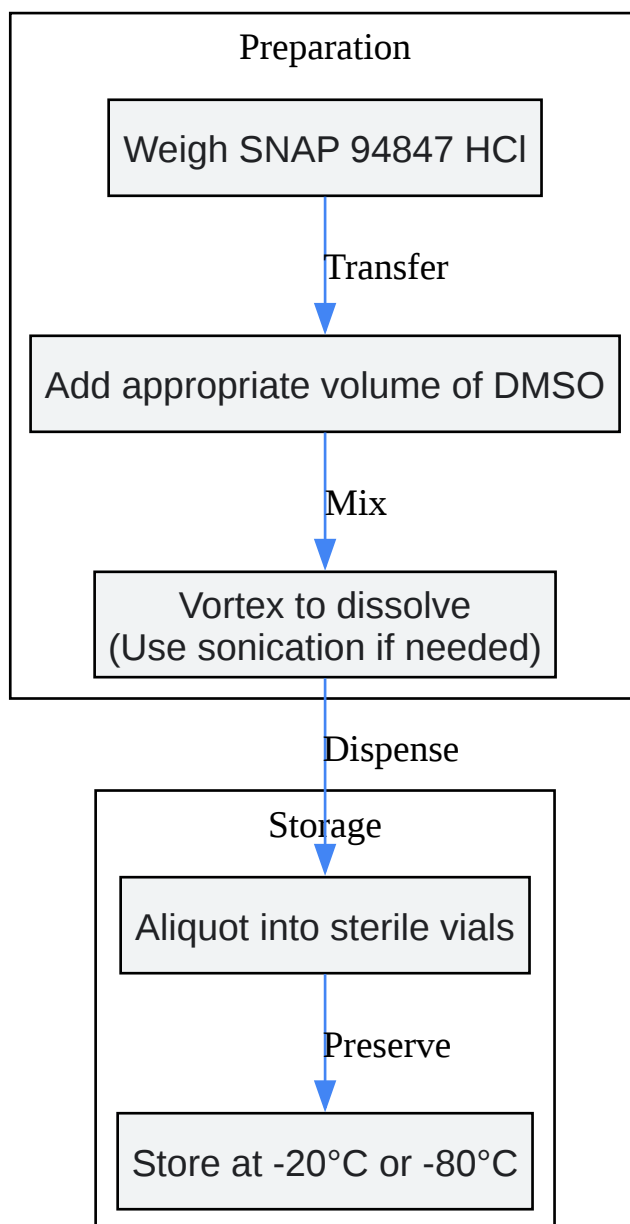 Preparation
Weigh SNAP 94847 HCl
Transfer
Add appropriate volume of DMSO
Mix
Vortex to dissolve
(Use sonication if needed)
Dispense
Storage
Aliquot into sterile vials
Preserve
Store at -20°C or -80°C